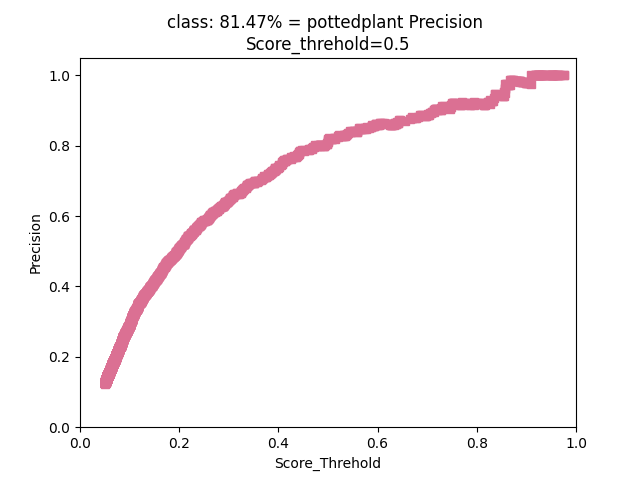 class: 81.47% = pottedplant Precision
Score_threhold=0.5
1.0
0.8
0.6
0.4
0.2
0.0
Precision
0.0 0.2 0.4 0.6 0.8 1.0
Score_Threhold